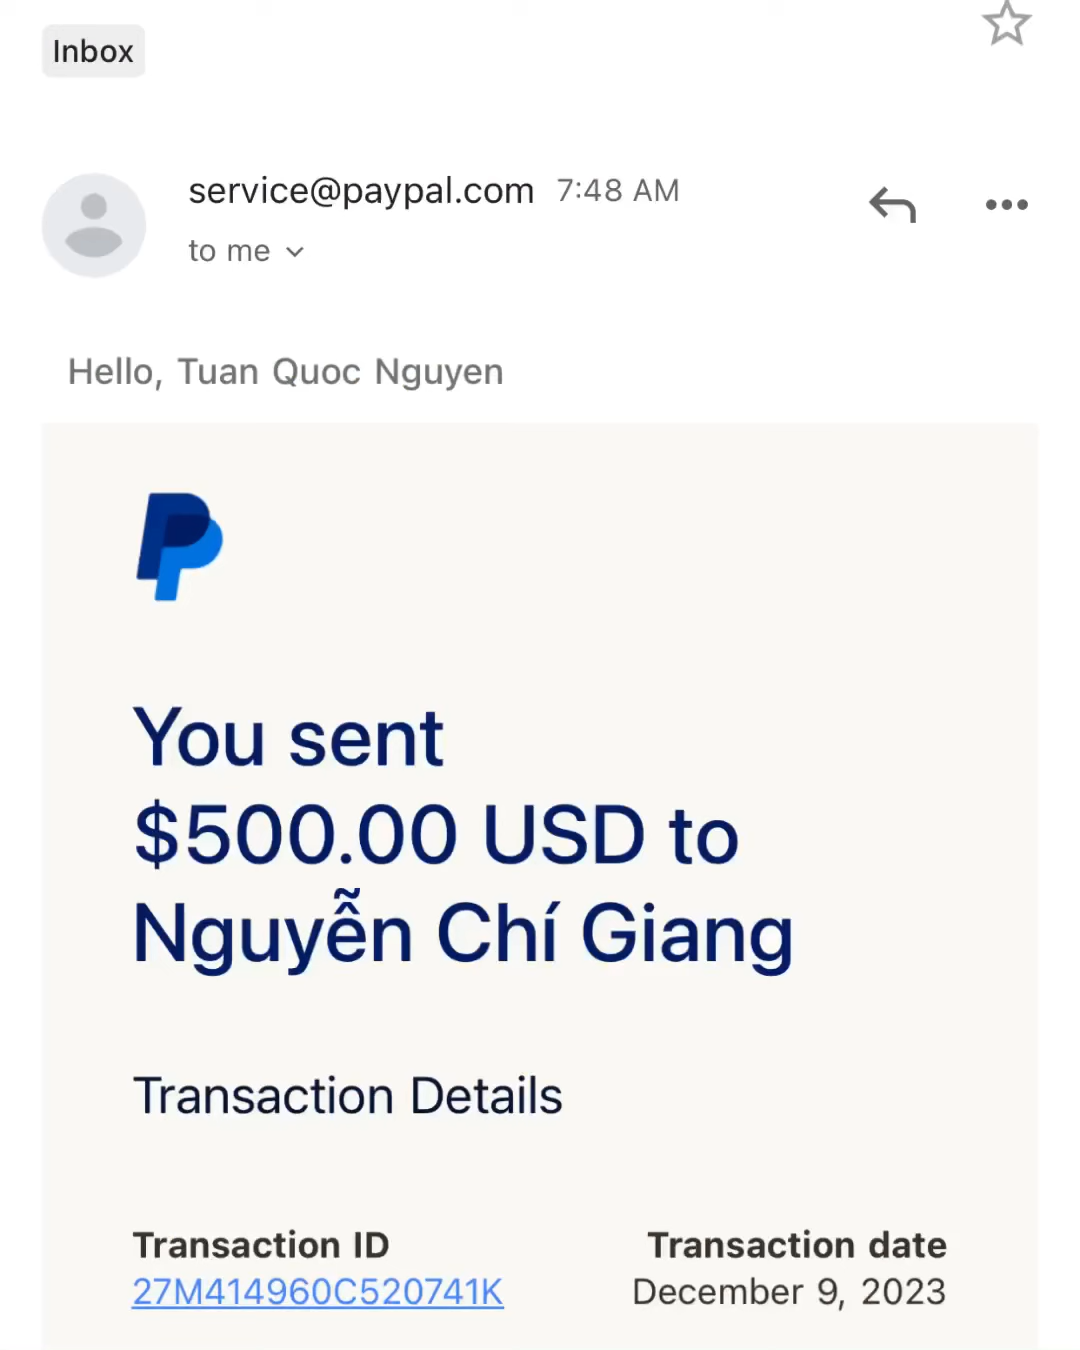 Inbox
service@paypal.com 7:48 AM
to me
Hello, Tuan Quoc Nguyen
You sent
$500.00 USD to
Nguyễn Chí Giang
Transaction Details
Transaction ID Transaction date
27M414960C520741K December 9, 2023